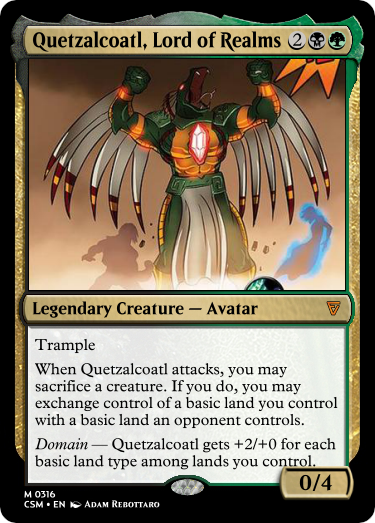 Quetzalcoatl, Lord of Realms 2
Legendary Creature — Avatar
Trample
When Quetzalcoatl attacks, you may
sacrifice a creature. If you do, you may
exchange control of a basic land you control
with a basic land an opponent controls.
Domain — Quetzalcoatl gets +2/+0 for each
basic land type among lands you control.
0/4
M 0316
CSM • EN Adam Rebottaro